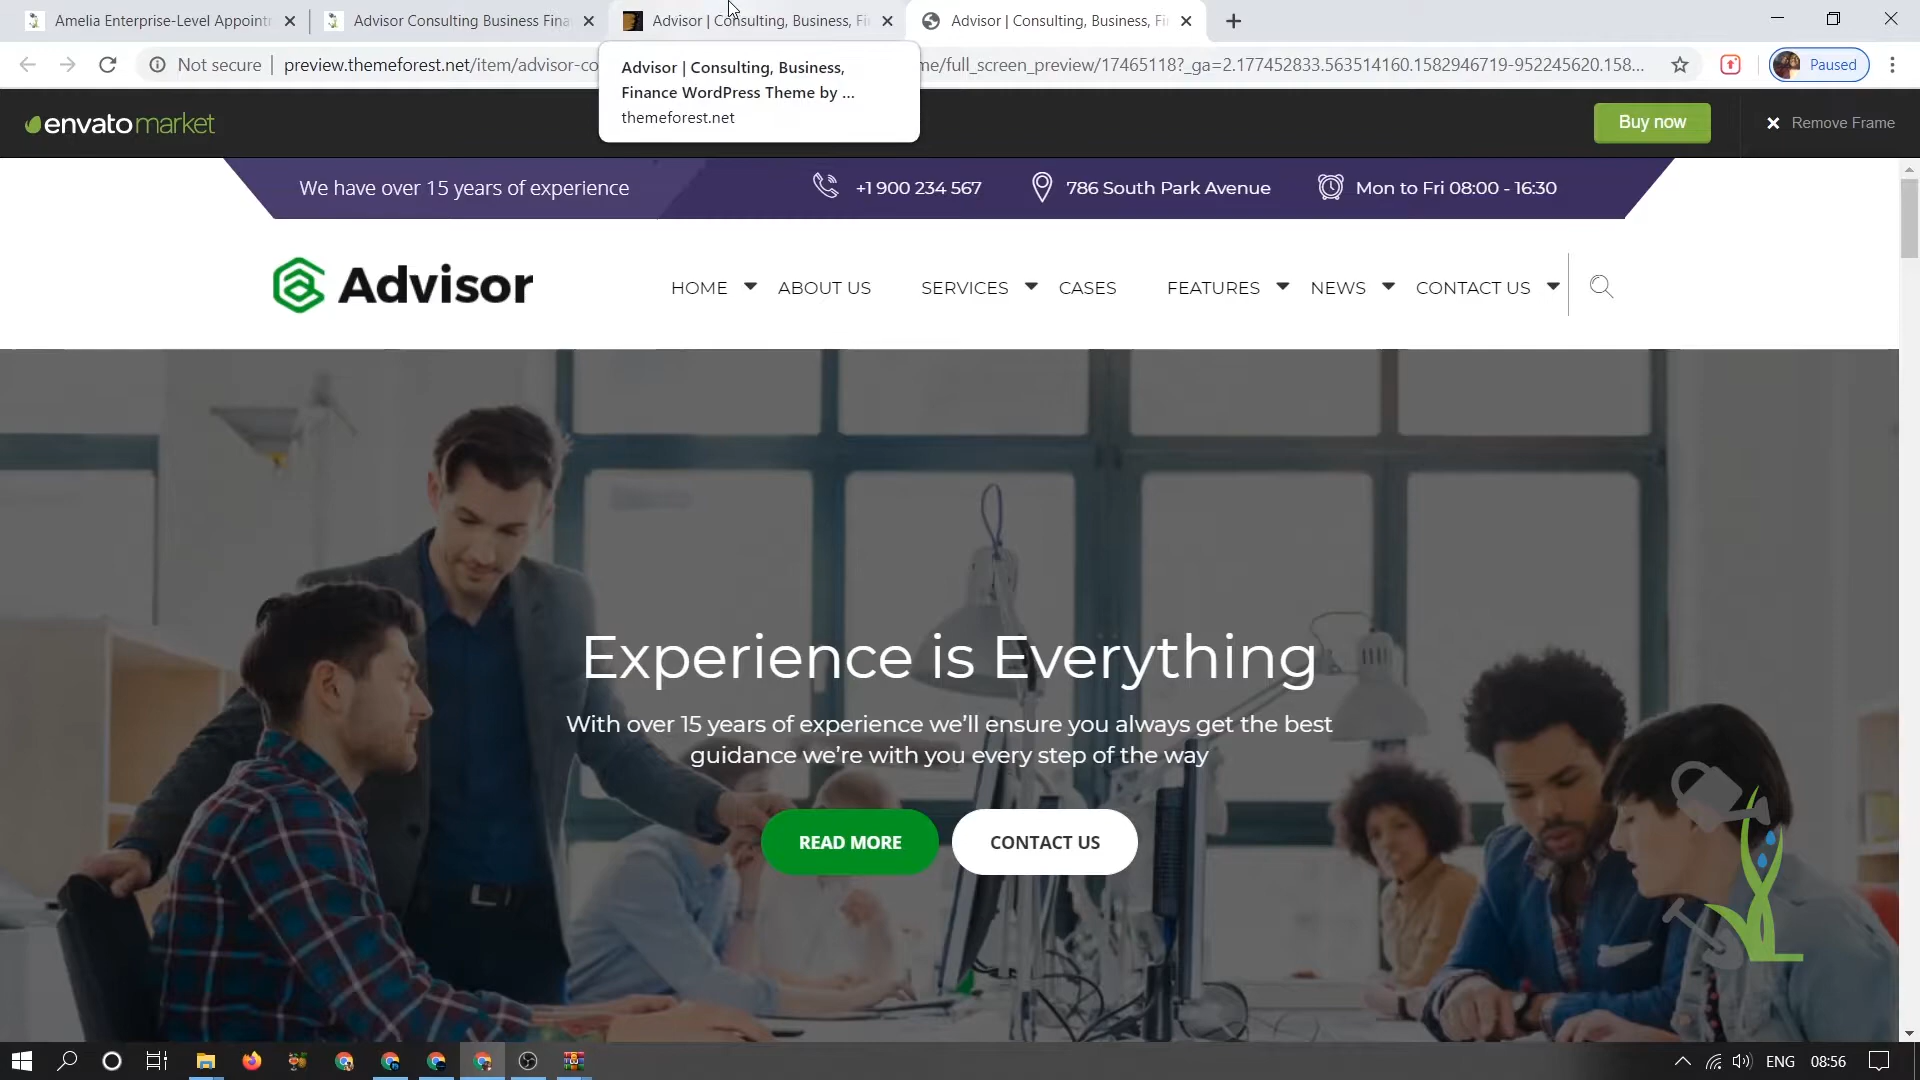 Amelia Enterprise-Level Appoint
Advisor Consulting Business Fina
Advisor | Consulting, Business, Fi
Advisor | Consulting, Business, Fi
Not secure
preview.themeforest.net/item/advisor-co
me/full_screen_preview/17465118?_ga=2.177452833.563514160.1582946719-952245620.158...
Paused
Advisor | Consulting, Business,
Finance WordPress Theme by ...
themeforest.net
envato market
Buy now
Remove Frame
We have over 15 years of experience
+1 900 234 567
786 South Park Avenue
Mon to Fri 08:00 - 16:30
Advisor
HOME
ABOUT US
SERVICES
CASES
FEATURES
NEWS
CONTACT US
Experience is Everything
With over 15 years of experience we'll ensure you always get the best
guidance we're with you every step of the way
READ MORE
CONTACT US
ENG
08:56